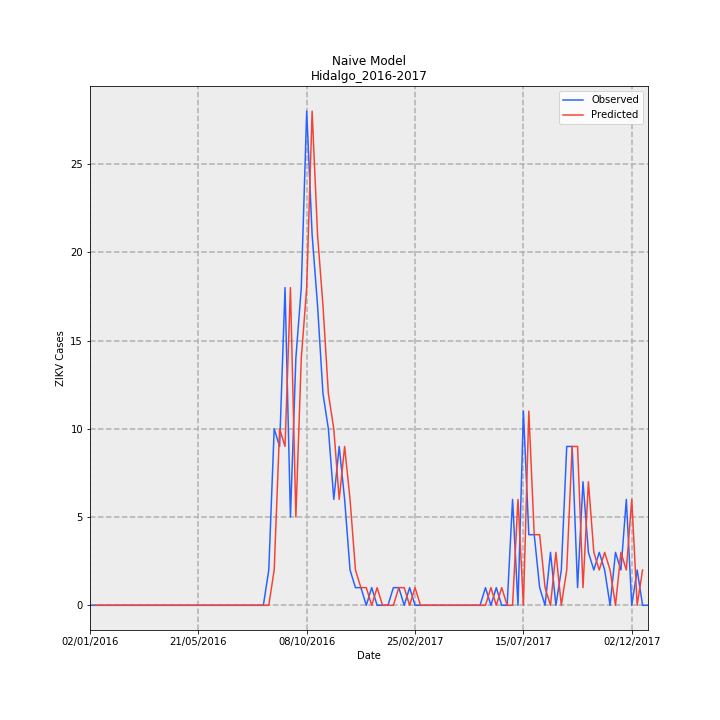 Naive Model
Hidalgo_2016-2017
Observed
Predicted
25
20
15
10
5
0
ZIKV Cases
02/01/2016 21/05/2016 08/10/2016 25/02/2017 15/07/2017 02/12/2017
Date